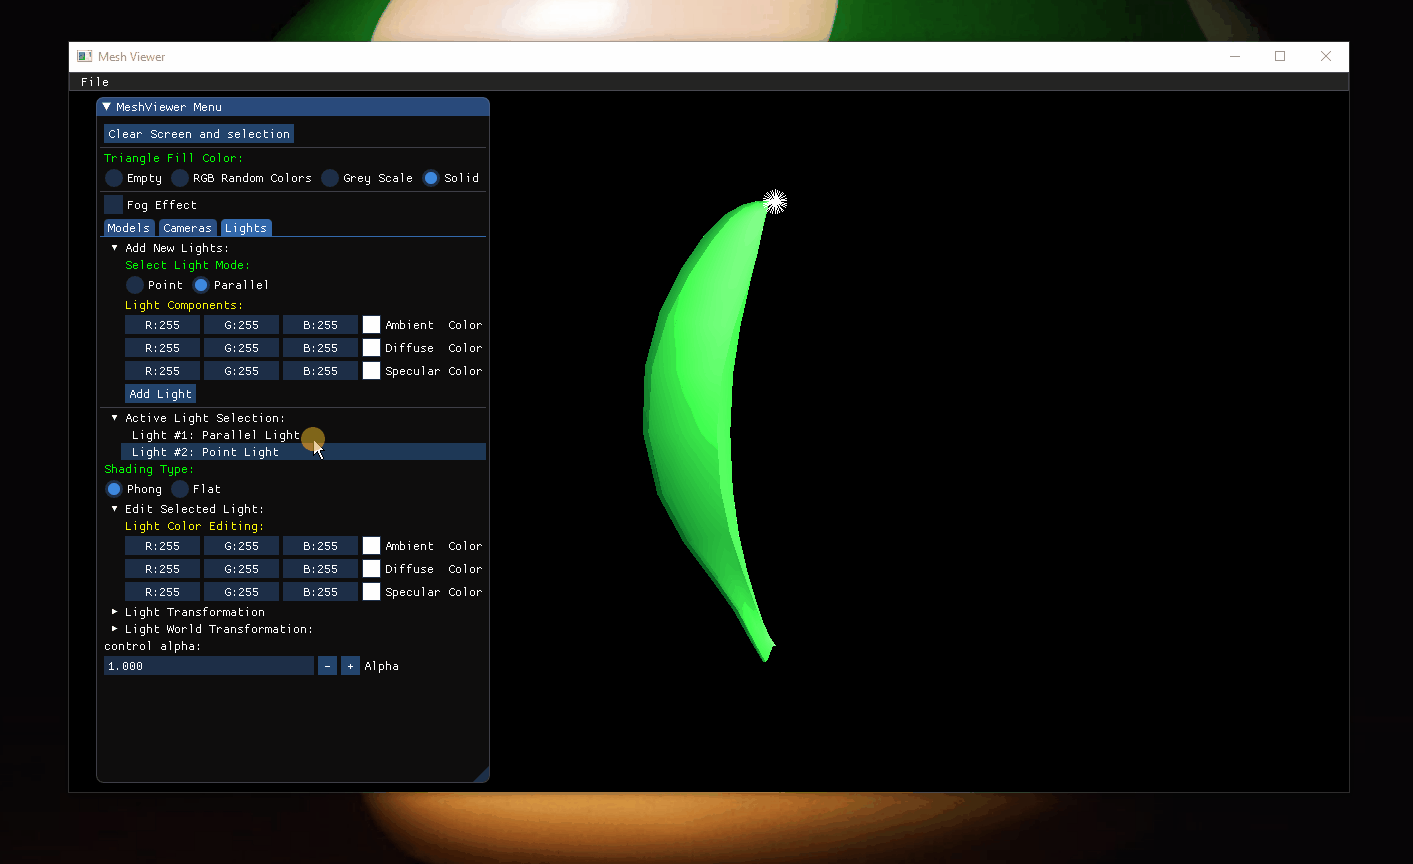 Mesh Viewer
File
MeshViewer Menu
Clear Screen and selection
Triangle Fill Color:
Empty RGB Random Colors Grey Scale Solid
Fog Effect
Models Cameras Lights
Add New Lights:
Select Light Mode:
Point Parallel
Light Components:
R:255 G:255 B:255 Ambient Color
R:255 G:255 B:255 Diffuse Color
R:255 G:255 B:255 Specular Color
Add Light
Active Light Selection:
Light #1: Parallel Light
Light #2: Point Light
Shading Type:
Phong Flat
Edit Selected Light:
Light Color Editing:
R:255 G:255 B:255 Ambient Color
R:255 G:255 B:255 Diffuse Color
R:255 G:255 B:255 Specular Color
Light Transformation
Light World Transformation:
control alpha:
1.000 - + Alpha